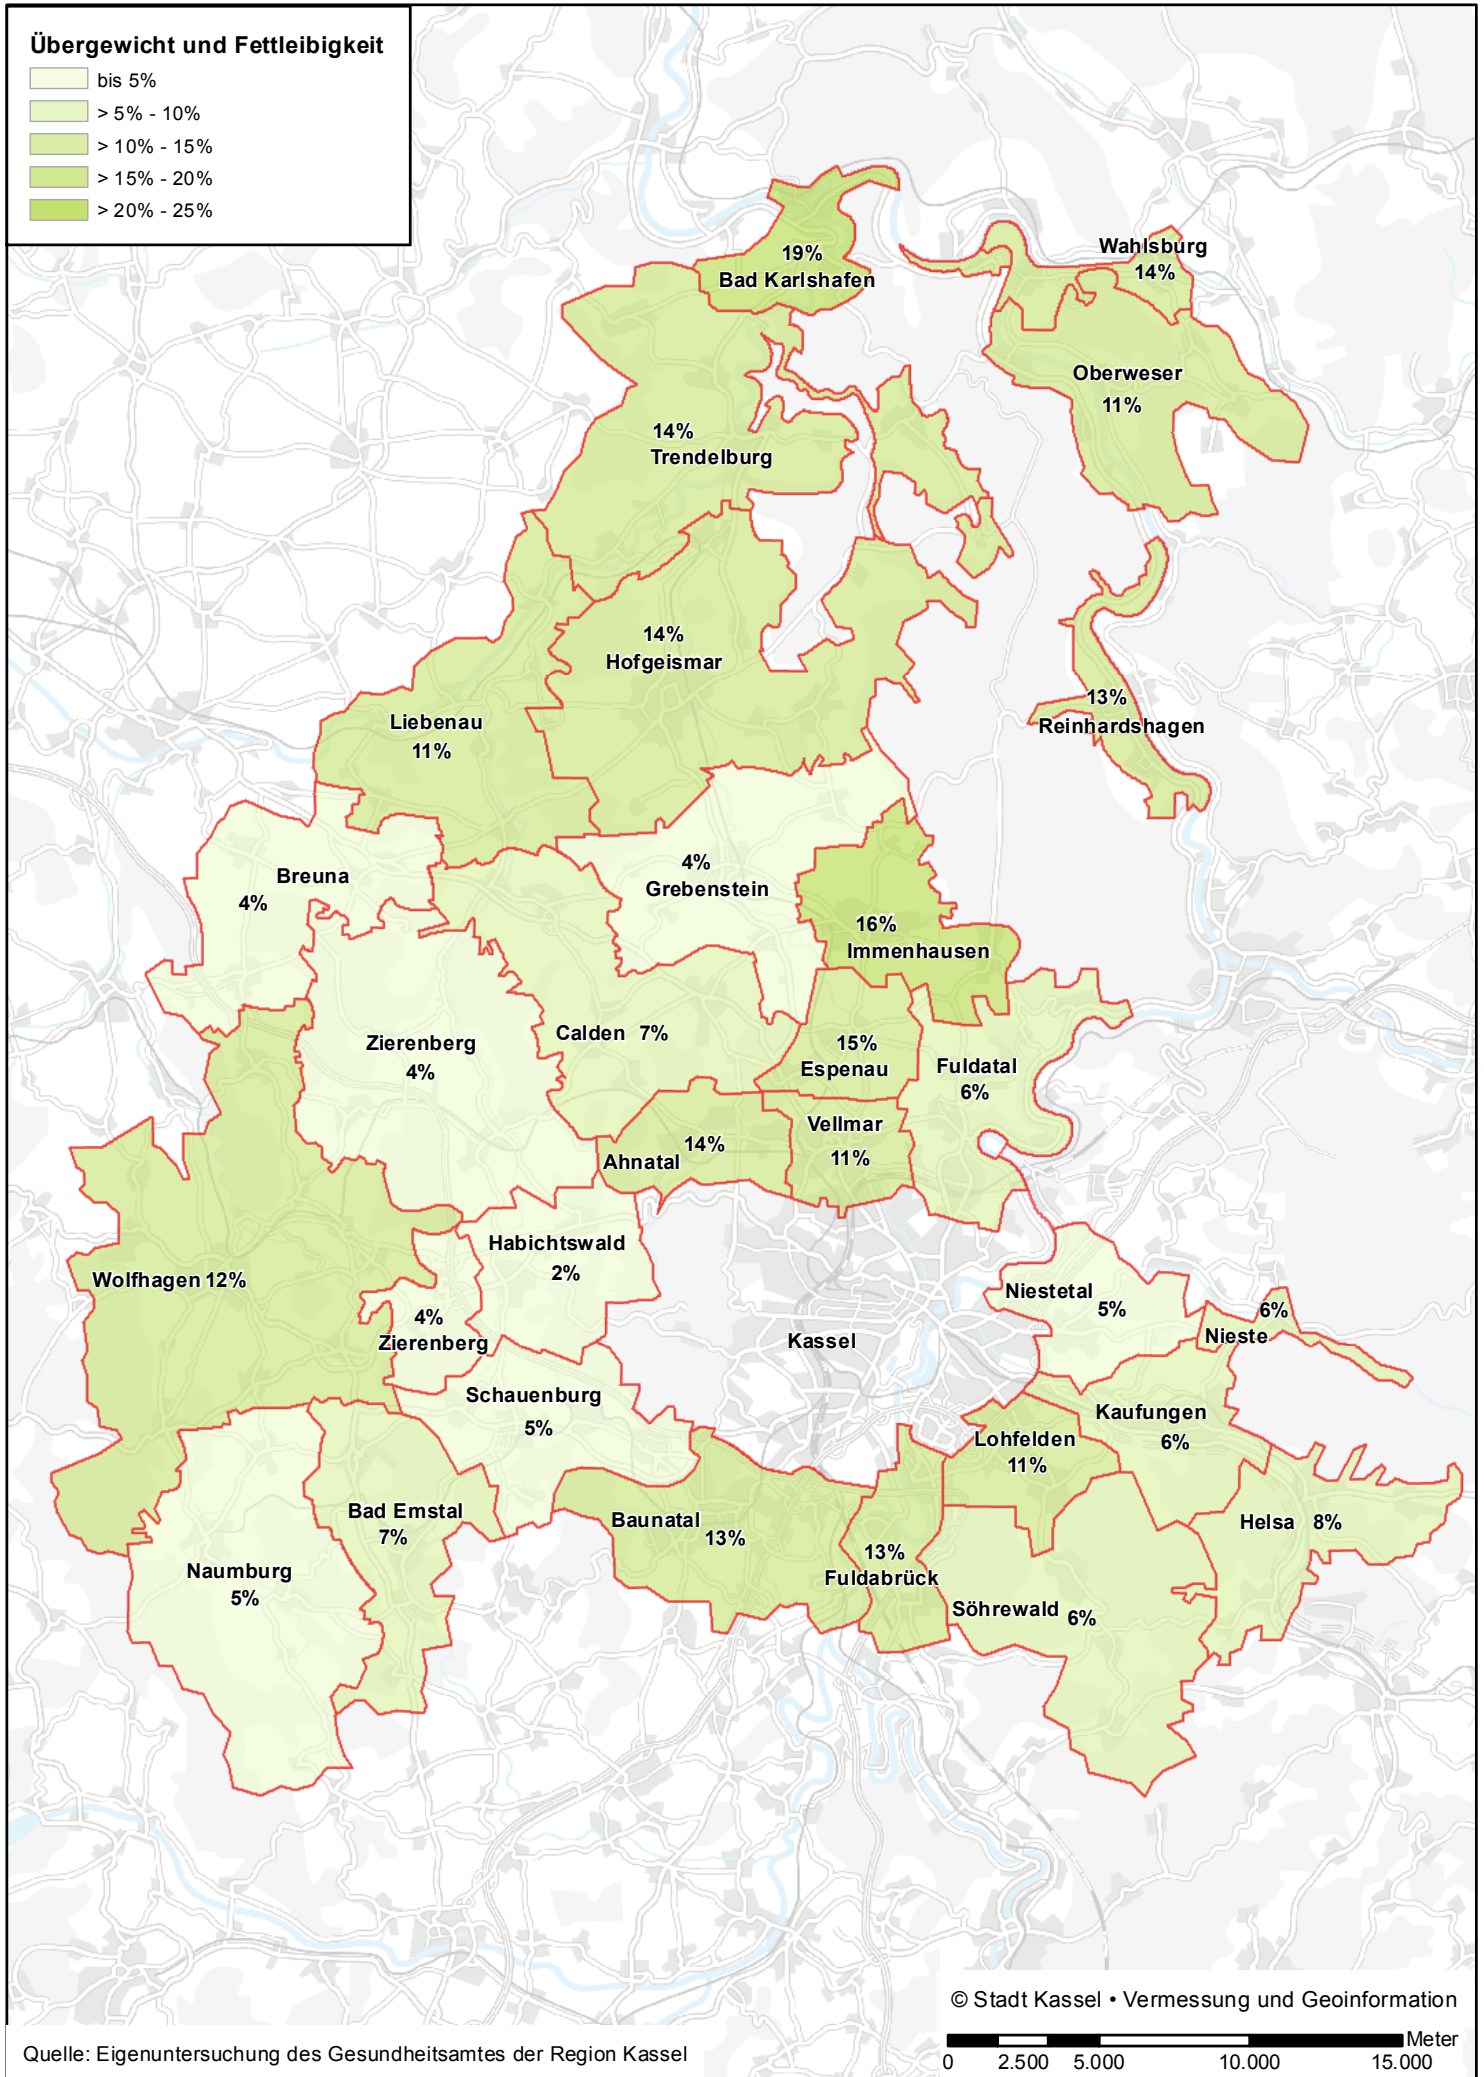 Übergewicht und Fettleibigkeit
bis 5%
> 5% - 10%
> 10% - 15%
> 15% - 20%
> 20% - 25%
19%
Bad Karlshafen
Wahlsburg
14%
Oberweser
11%
14%
Trendelburg
14%
Hofgeismar
13%
Reinhardshagen
Liebenau
11%
Breuna
4%
4%
Grebenstein
16%
Immenhausen
Zierenberg
4%
Calden 7%
15%
Espenau
Fuldatal
6%
Vellmar
11%
14%
Ahnatal
Habichtswald
2%
Wolfhagen 12%
4%
Zierenberg
Kassel
Niestetal
5%
6%
Nieste
Schauenburg
5%
Kaufungen
6%
Lohfelden
11%
Bad Emstal
7%
Baunatal
13%
13%
Fuldabrück
Helsa 8%
Naumburg
5%
Söhrewald 6%
© Stadt Kassel • Vermessung und Geoinformation
Quelle: Eigenuntersuchung des Gesundheitsamtes der Region Kassel
Meter
0 2.500 5.000 10.000 15.000